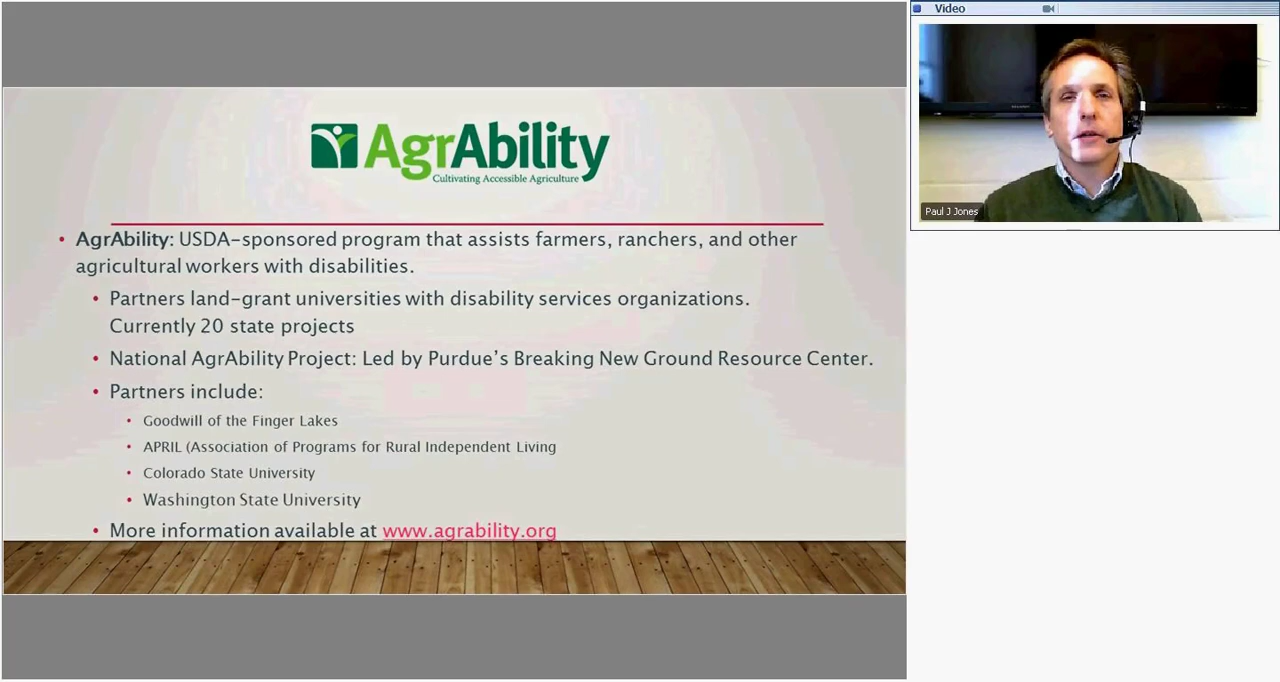 AgrAbility
Cultivating Accessible Agriculture
• AgrAbility: USDA-sponsored program that assists farmers, ranchers, and other
agricultural workers with disabilities.
• Partners land-grant universities with disability services organizations.
Currently 20 state projects
• National AgrAbility Project: Led by Purdue's Breaking New Ground Resource Center.
• Partners include:
• Goodwill of the Finger Lakes
• APRIL (Association of Programs for Rural Independent Living
• Colorado State University
• Washington State University
• More information available at www.agrability.org
Video
Paul J Jones